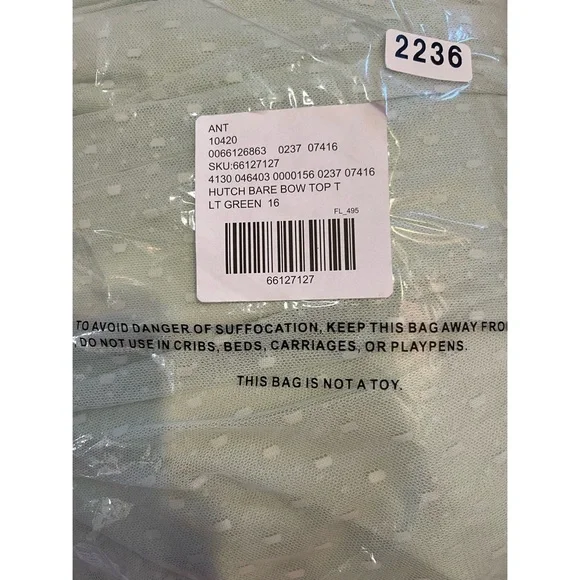 2236
ANT
10420
0066126863 0237 07416
SKU:66127127
4130 046403 0000156 0237 07416
HUTCH BARE BOW TOP T
LT GREEN 16
FL_495
66127127
TO AVOID DANGER OF SUFFOCATION, KEEP THIS BAG AWAY FRO
DO NOT USE IN CRIBS, BEDS, CARRIAGES, OR PLAYPENS.
THIS BAG IS NOT A TOY.